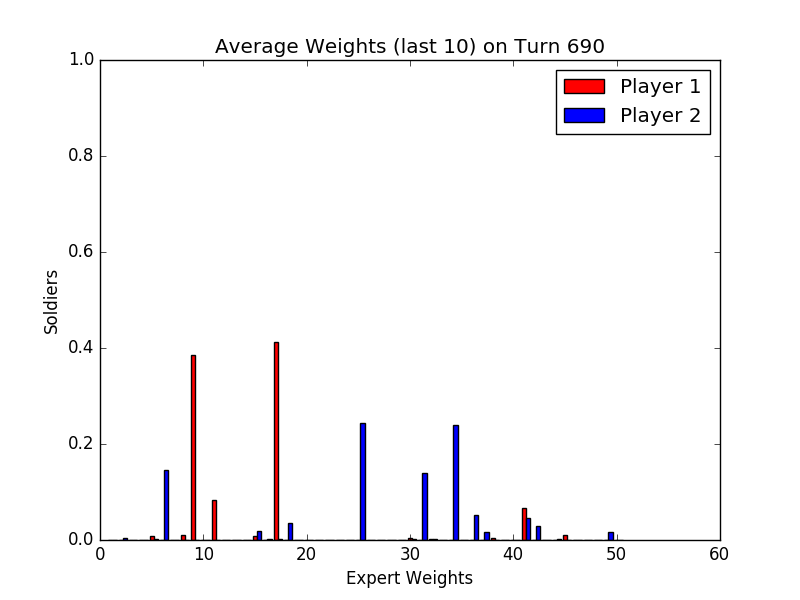 Average Weights (last 10) on Turn 690
1.0
0.8
0.6
0.4
0.2
0.0
Soldiers
Player 1
Player 2
0 10 20 30 40 50 60
Expert Weights